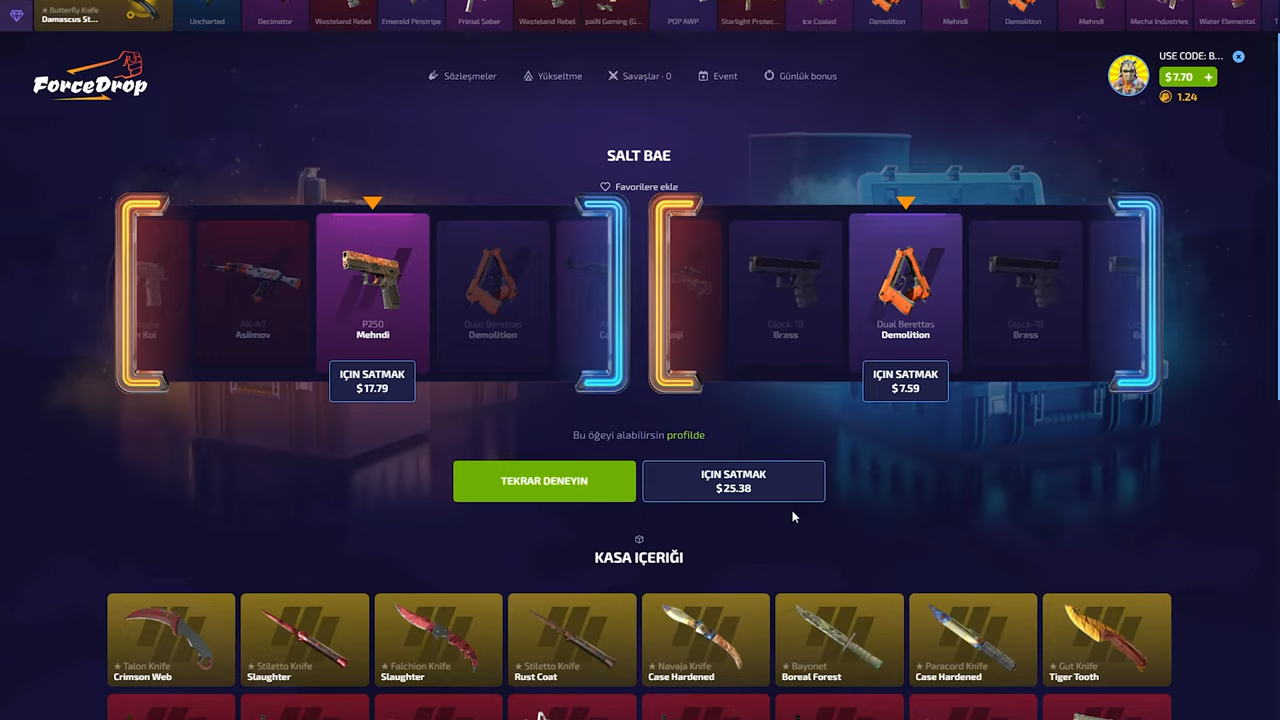 ★ Butterfly Knife
Damascus St...
Uncharted
Decimator
Wasteland Rebel
Emerald Pinstripe
Primal Saber
Wasteland Rebel
paiN Gaming (G...
POP AWP
Starlight Protec...
Ice Coaled
Demolition
Mehndi
Demolition
Mehndi
Mecha Industries
Water Elemental
ForceDrop
Sözleşmeler
Yükseltme
Savaşlar · 0
Event
Günlük bonus
USE CODE: B...
$7.70 +
1.24
SALT BAE
Favorilere ekle
Koi
AK-47
Asiimov
P250
Mehndi
Dual Berettas
Demolition
IÇIN SATMAK
$17.79
Glock-18
Brass
Dual Berettas
Demolition
Glock-18
Brass
IÇIN SATMAK
$7.59
Bu öğeyi alabilirsin profilde
TEKRAR DENEYIN
IÇIN SATMAK
$25.38
KASA IÇERIĞI
★ Talon Knife
Crimson Web
★ Stiletto Knife
Slaughter
★ Falchion Knife
Slaughter
★ Stiletto Knife
Rust Coat
★ Navaja Knife
Case Hardened
★ Bayonet
Boreal Forest
★ Paracord Knife
Case Hardened
★ Gut Knife
Tiger Tooth